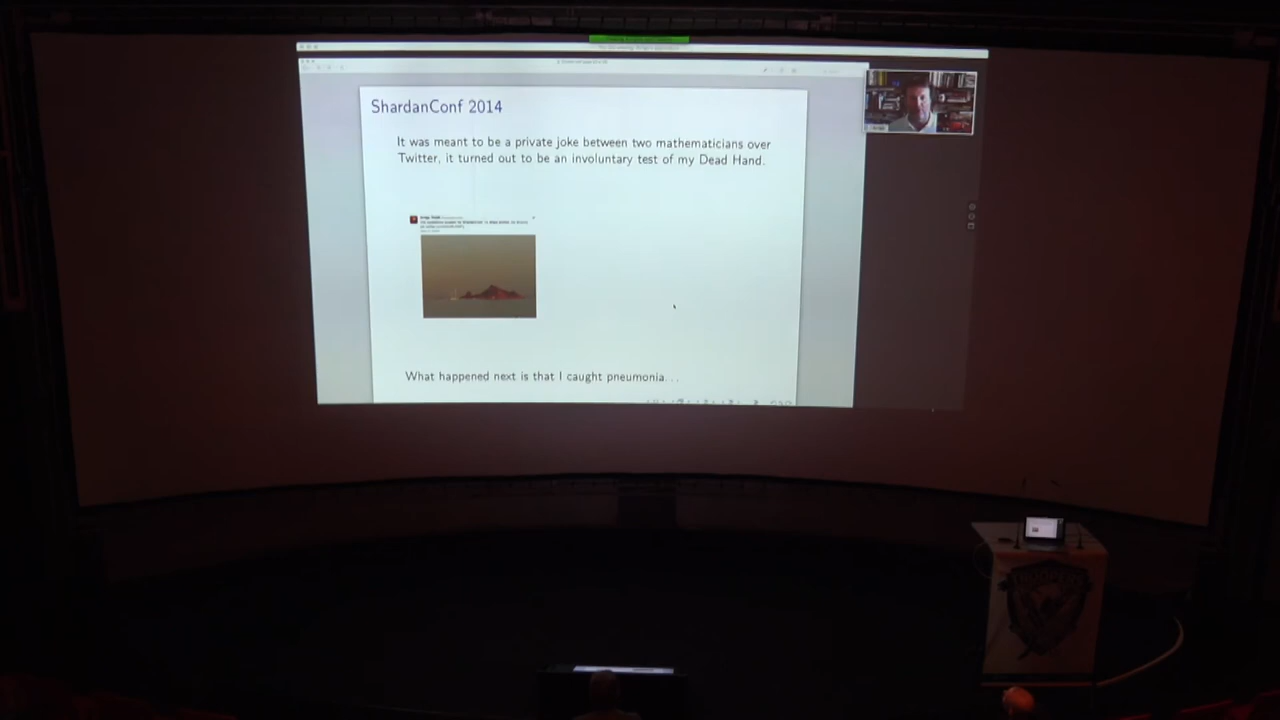 ShardanConf 2014
It was meant to be a private joke between two mathematicians over
Twitter, it turned out to be an involuntary test of my Dead Hand.
What happened next is that I caught pneumonia...